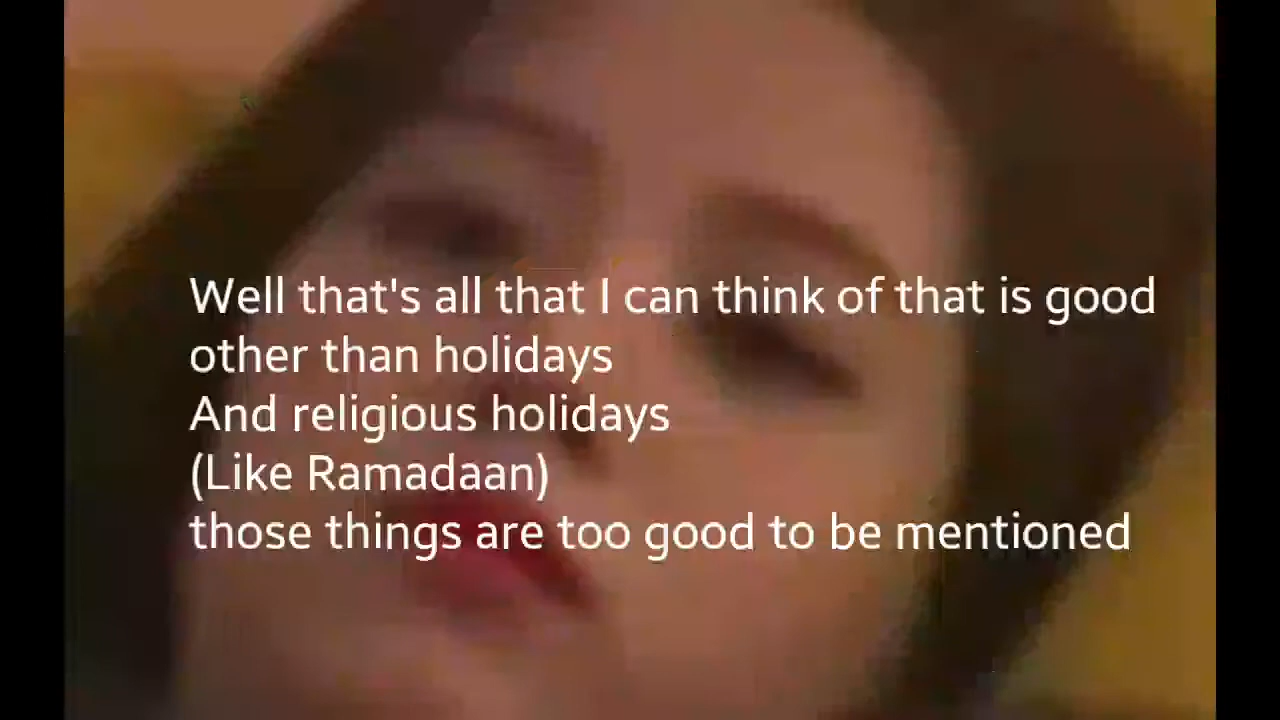 Well that's all that I can think of that is good
other than holidays
And religious holidays
(Like Ramadaan)
those things are too good to be mentioned